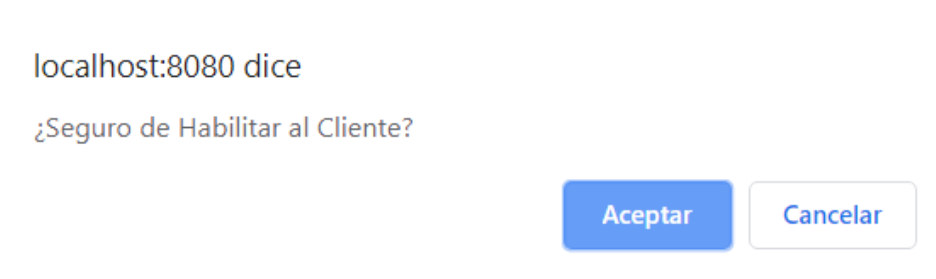 localhost:8080 dice
¿Seguro de Habilitar al Cliente?
Aceptar Cancelar